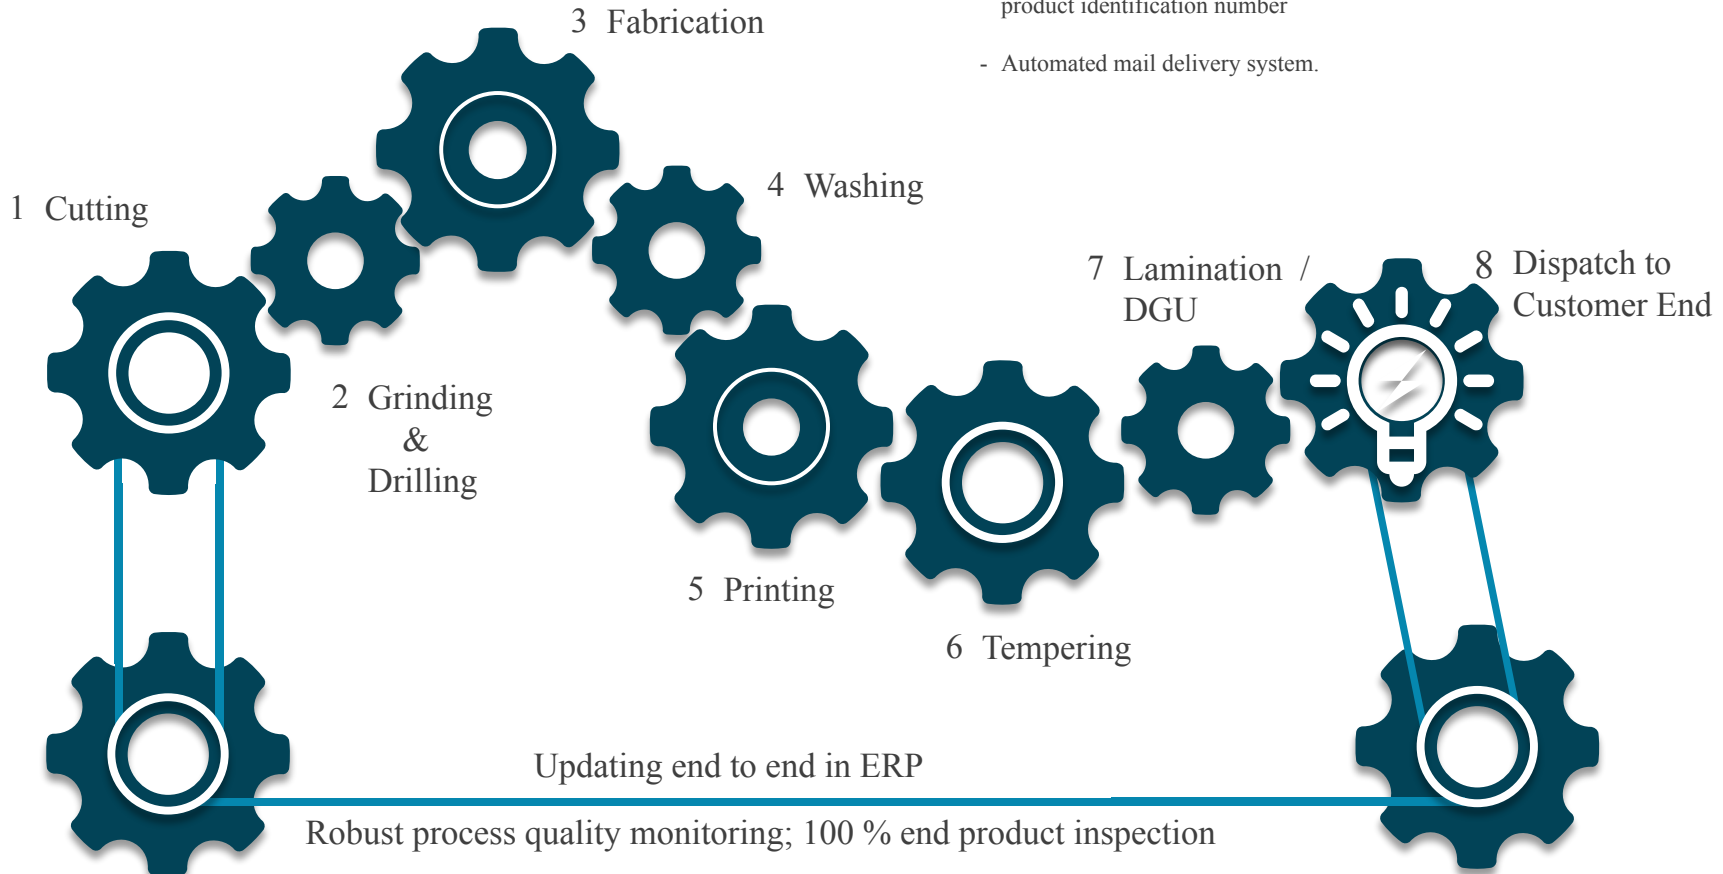 product identification number
- Automated mail delivery system.
3 Fabrication
4 Washing
1 Cutting
7 Lamination /
DGU
8 Dispatch to
Customer End
2 Grinding
&
Drilling
5 Printing
6 Tempering
Updating end to end in ERP
Robust process quality monitoring; 100 % end product inspection